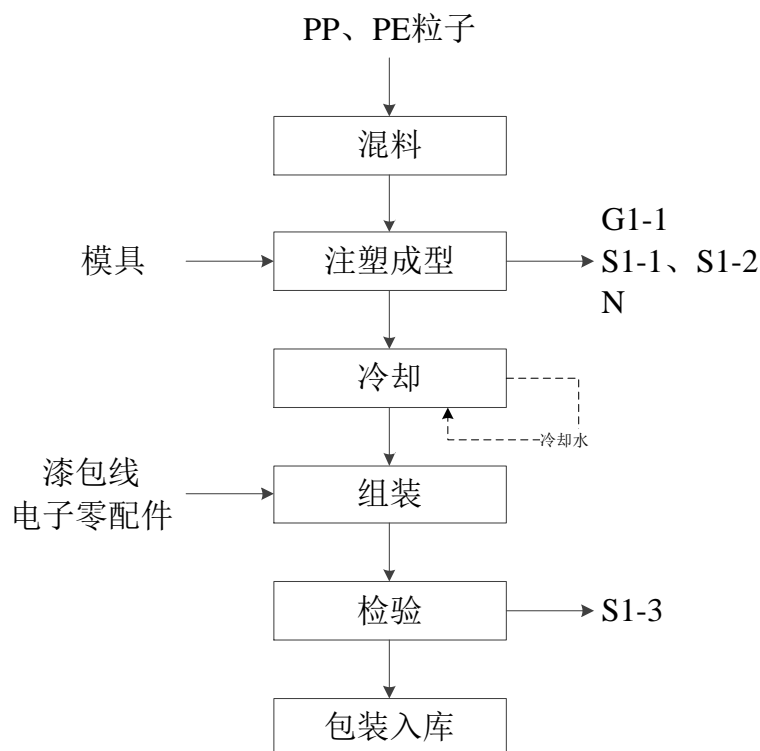 PP、PE粒子
混料
模具
注塑成型
G1-1
S1-1、S1-2
N
冷却
冷却水
漆包线
电子零配件
组装
检验
S1-3
包装入库